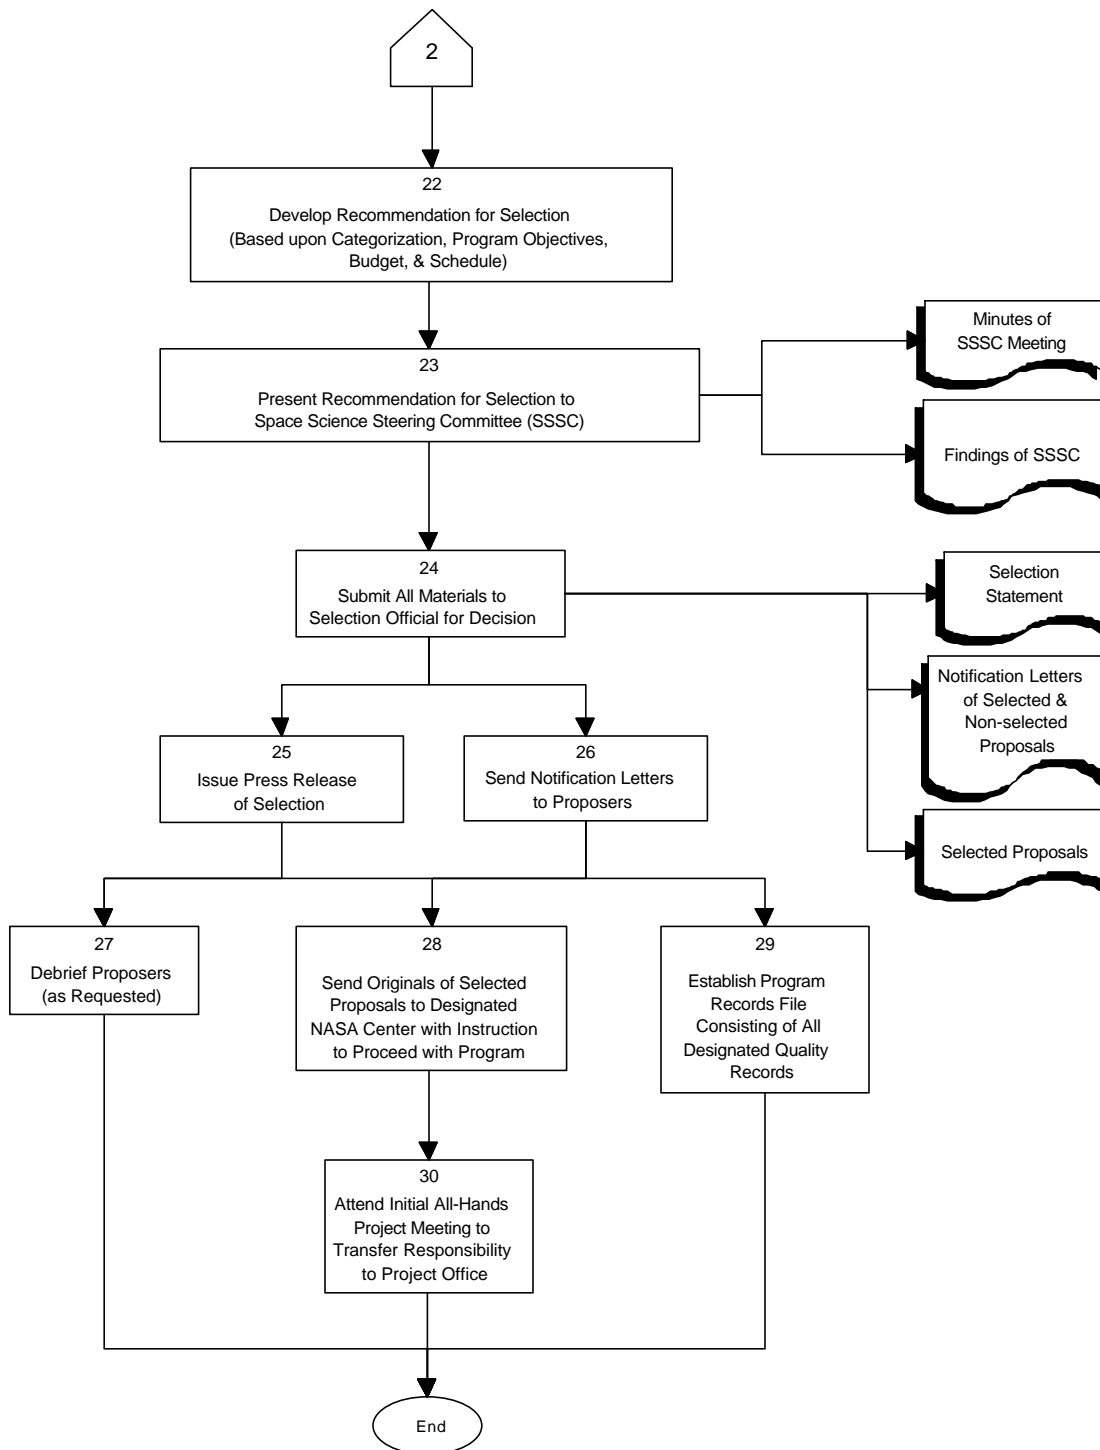 2
22
Develop Recommendation for Selection
(Based upon Categorization, Program Objectives,
Budget, & Schedule)
23
Present Recommendation for Selection to
Space Science Steering Committee (SSSC)
Minutes of
SSSC Meeting
Findings of SSSC
24
Submit All Materials to
Selection Official for Decision
Selection
Statement
Notification Letters
of Selected &
Non-selected
Proposals
Selected Proposals
25
Issue Press Release
of Selection
26
Send Notification Letters
to Proposers
27
Debrief Proposers
(as Requested)
28
Send Originals of Selected
Proposals to Designated
NASA Center with Instruction
to Proceed with Program
29
Establish Program
Records File
Consisting of All
Designated Quality
Records
30
Attend Initial All-Hands
Project Meeting to
Transfer Responsibility
to Project Office
End